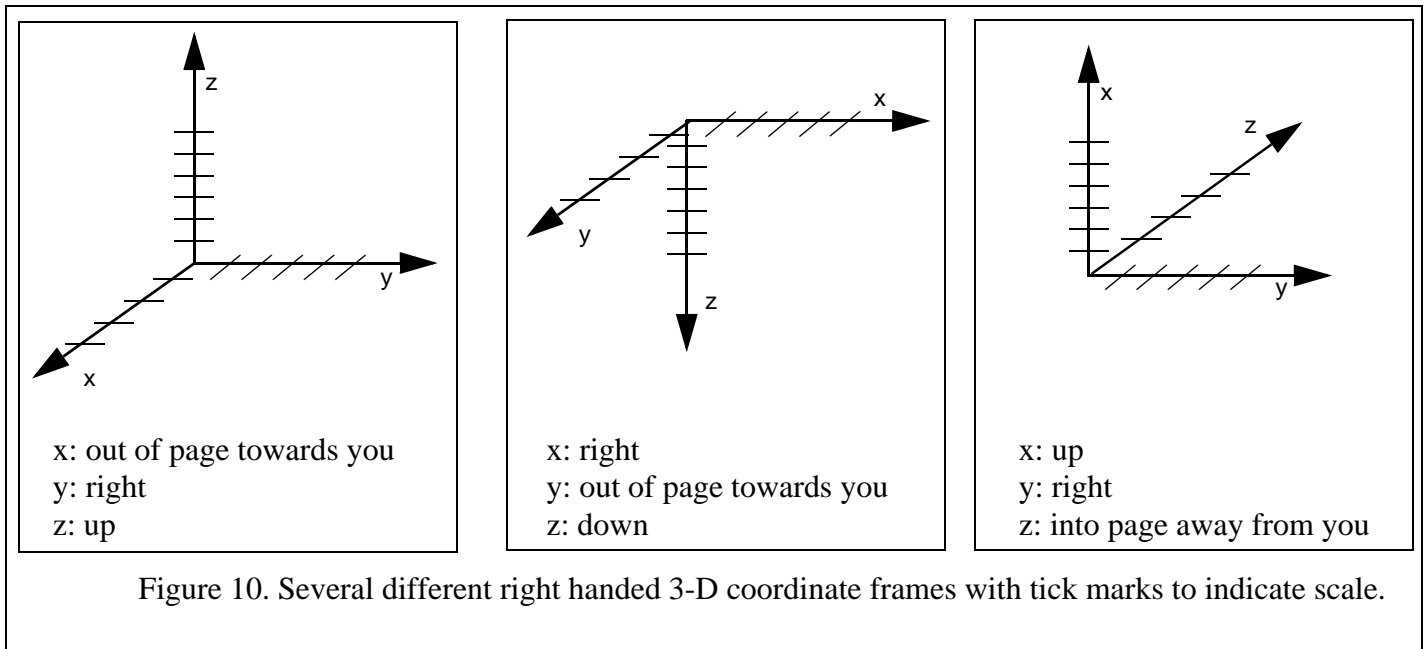 z
y
x
x: out of page towards you
y: right
z: up
x
y
z
x: right
y: out of page towards you
z: down
x
z
y
x: up
y: right
z: into page away from you
Figure 10. Several different right handed 3-D coordinate frames with tick marks to indicate scale.